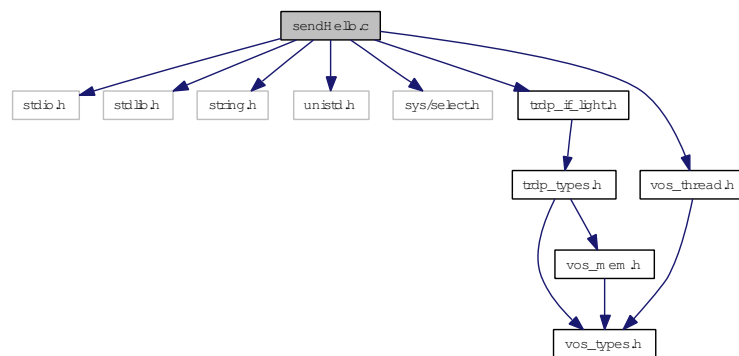 sendHello.c
stdio.h
stdlib.h
string.h
unistd.h
sys/select.h
trdp_if_light.h
trdp_types.h
vos_thread.h
vos_mem.h
vos_types.h